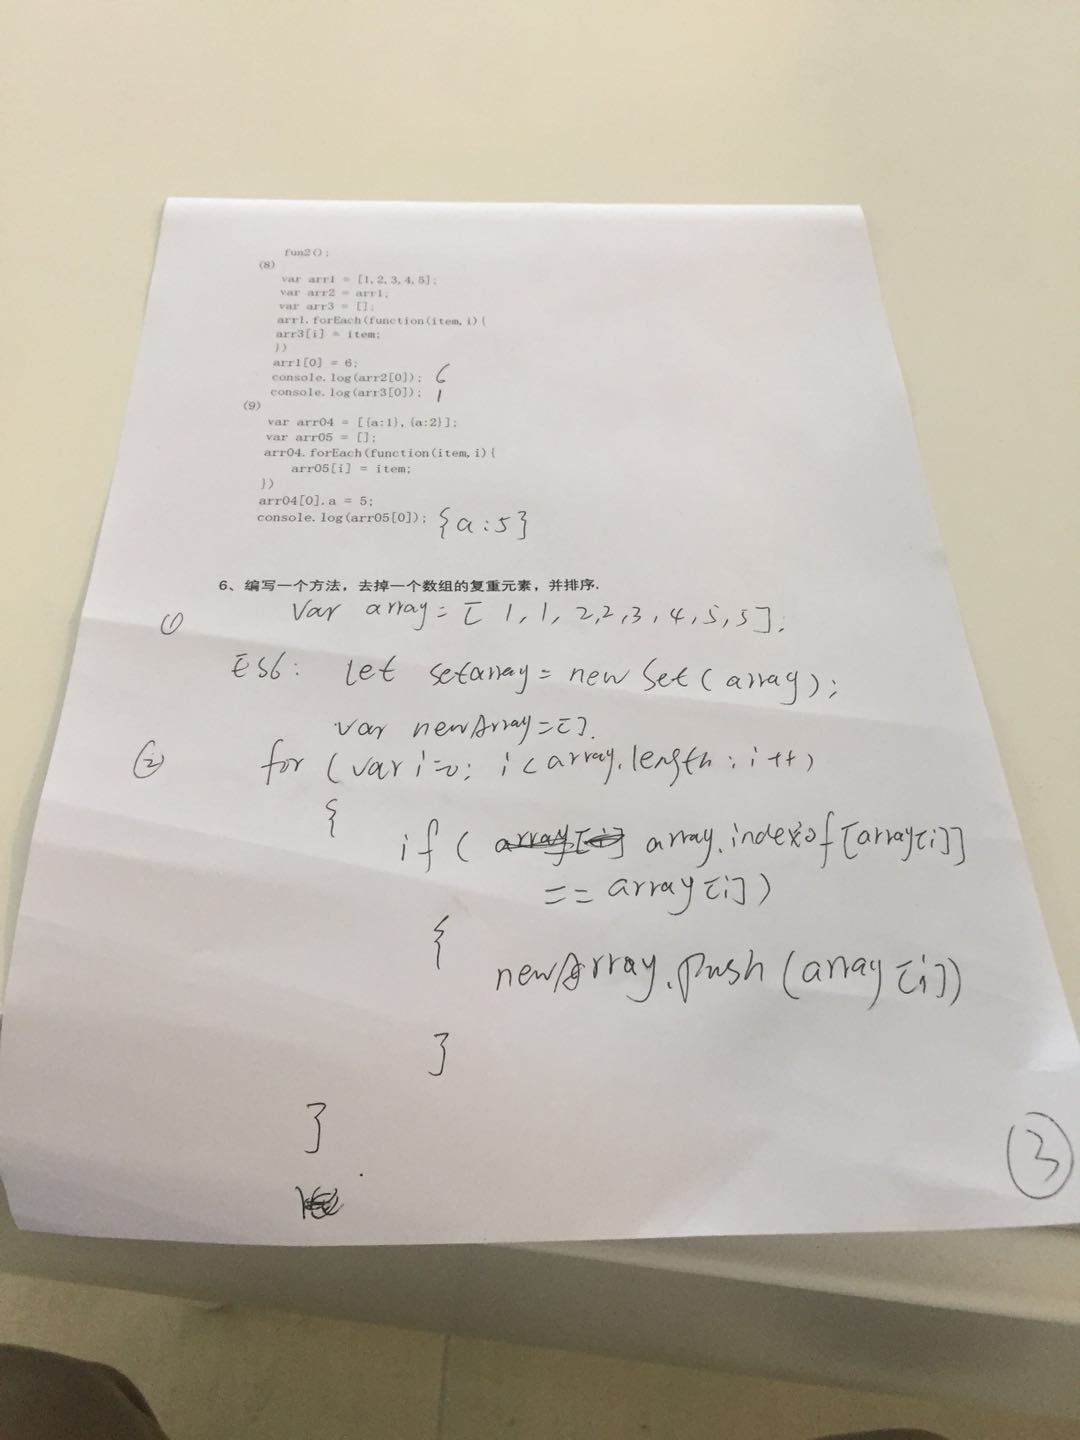 fun2();
(8)
var arr1 = [1,2,3,4,5];
var arr2 = arr1;
var arr3 = [];
arr1.forEach(function(item,i){
arr3[i] = item;
})
arr1[0] = 6;
console.log(arr2[0]); 6
console.log(arr3[0]); 1
(9)
var arr04 = [{a:1},{a:2}];
var arr05 = [];
arr04.forEach(function(item,i){
arr05[i] = item;
})
arr04[0].a = 5;
console.log(arr05[0]); {a:5}
6、编写一个方法，去掉一个数组的复重元素，并排序.
① var array = [1,1,2,2,3,4,5,5];
ES6: let setarray = new Set(array);
var newArray=[].
② for (var i=0; i<array.length; i++)
{
if ( array.indexof[array[i]]
== array[i])
{
newArray.push(array[i])
}
}
③